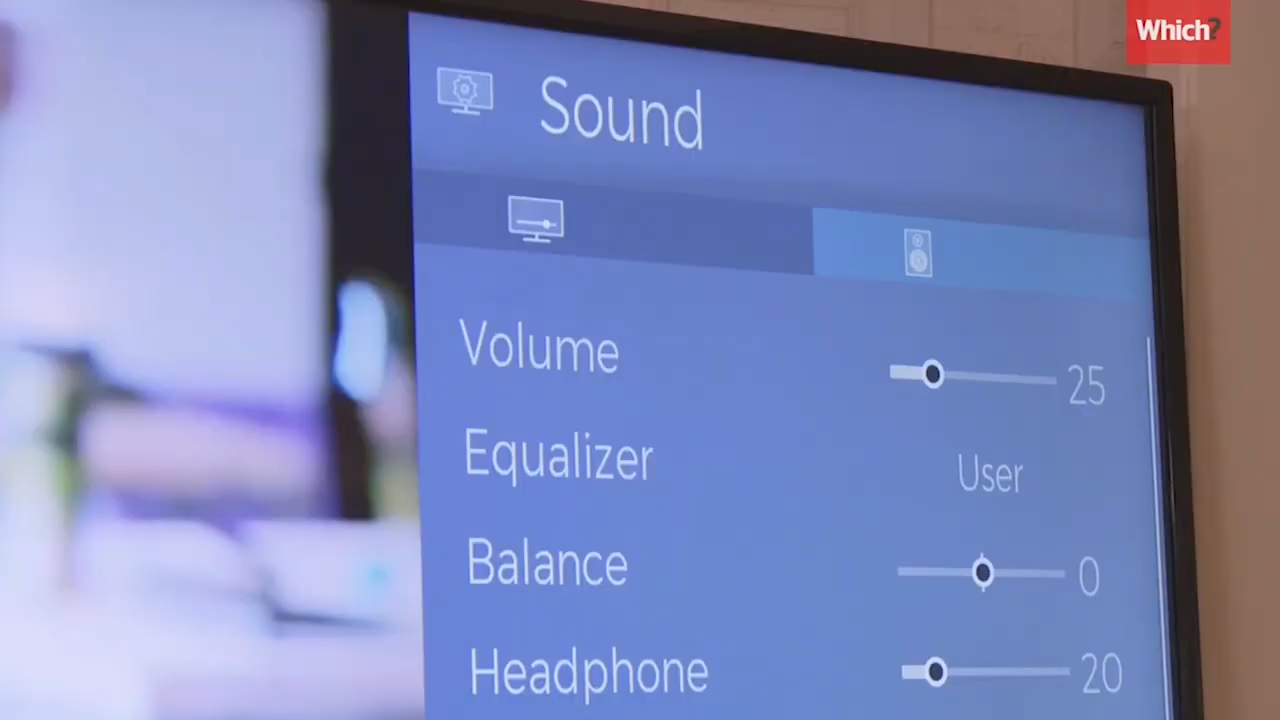 Which?
Sound
Volume 25
Equalizer User
Balance 0
Headphone 20